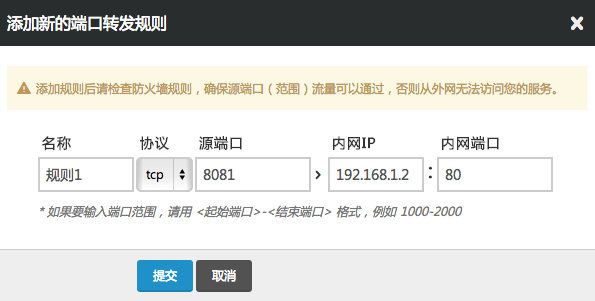 添加新的端口转发规则 ×
添加规则后请检查防火墙规则，确保源端口（范围）流量可以通过，否则从外网无法访问您的服务。
名称 协议 源端口 内网IP 内网端口
规则1 tcp 8081 › 192.168.1.2 : 80
* 如果要输入端口范围，请用 <起始端口>-<结束端口> 格式，例如 1000-2000
提交 取消